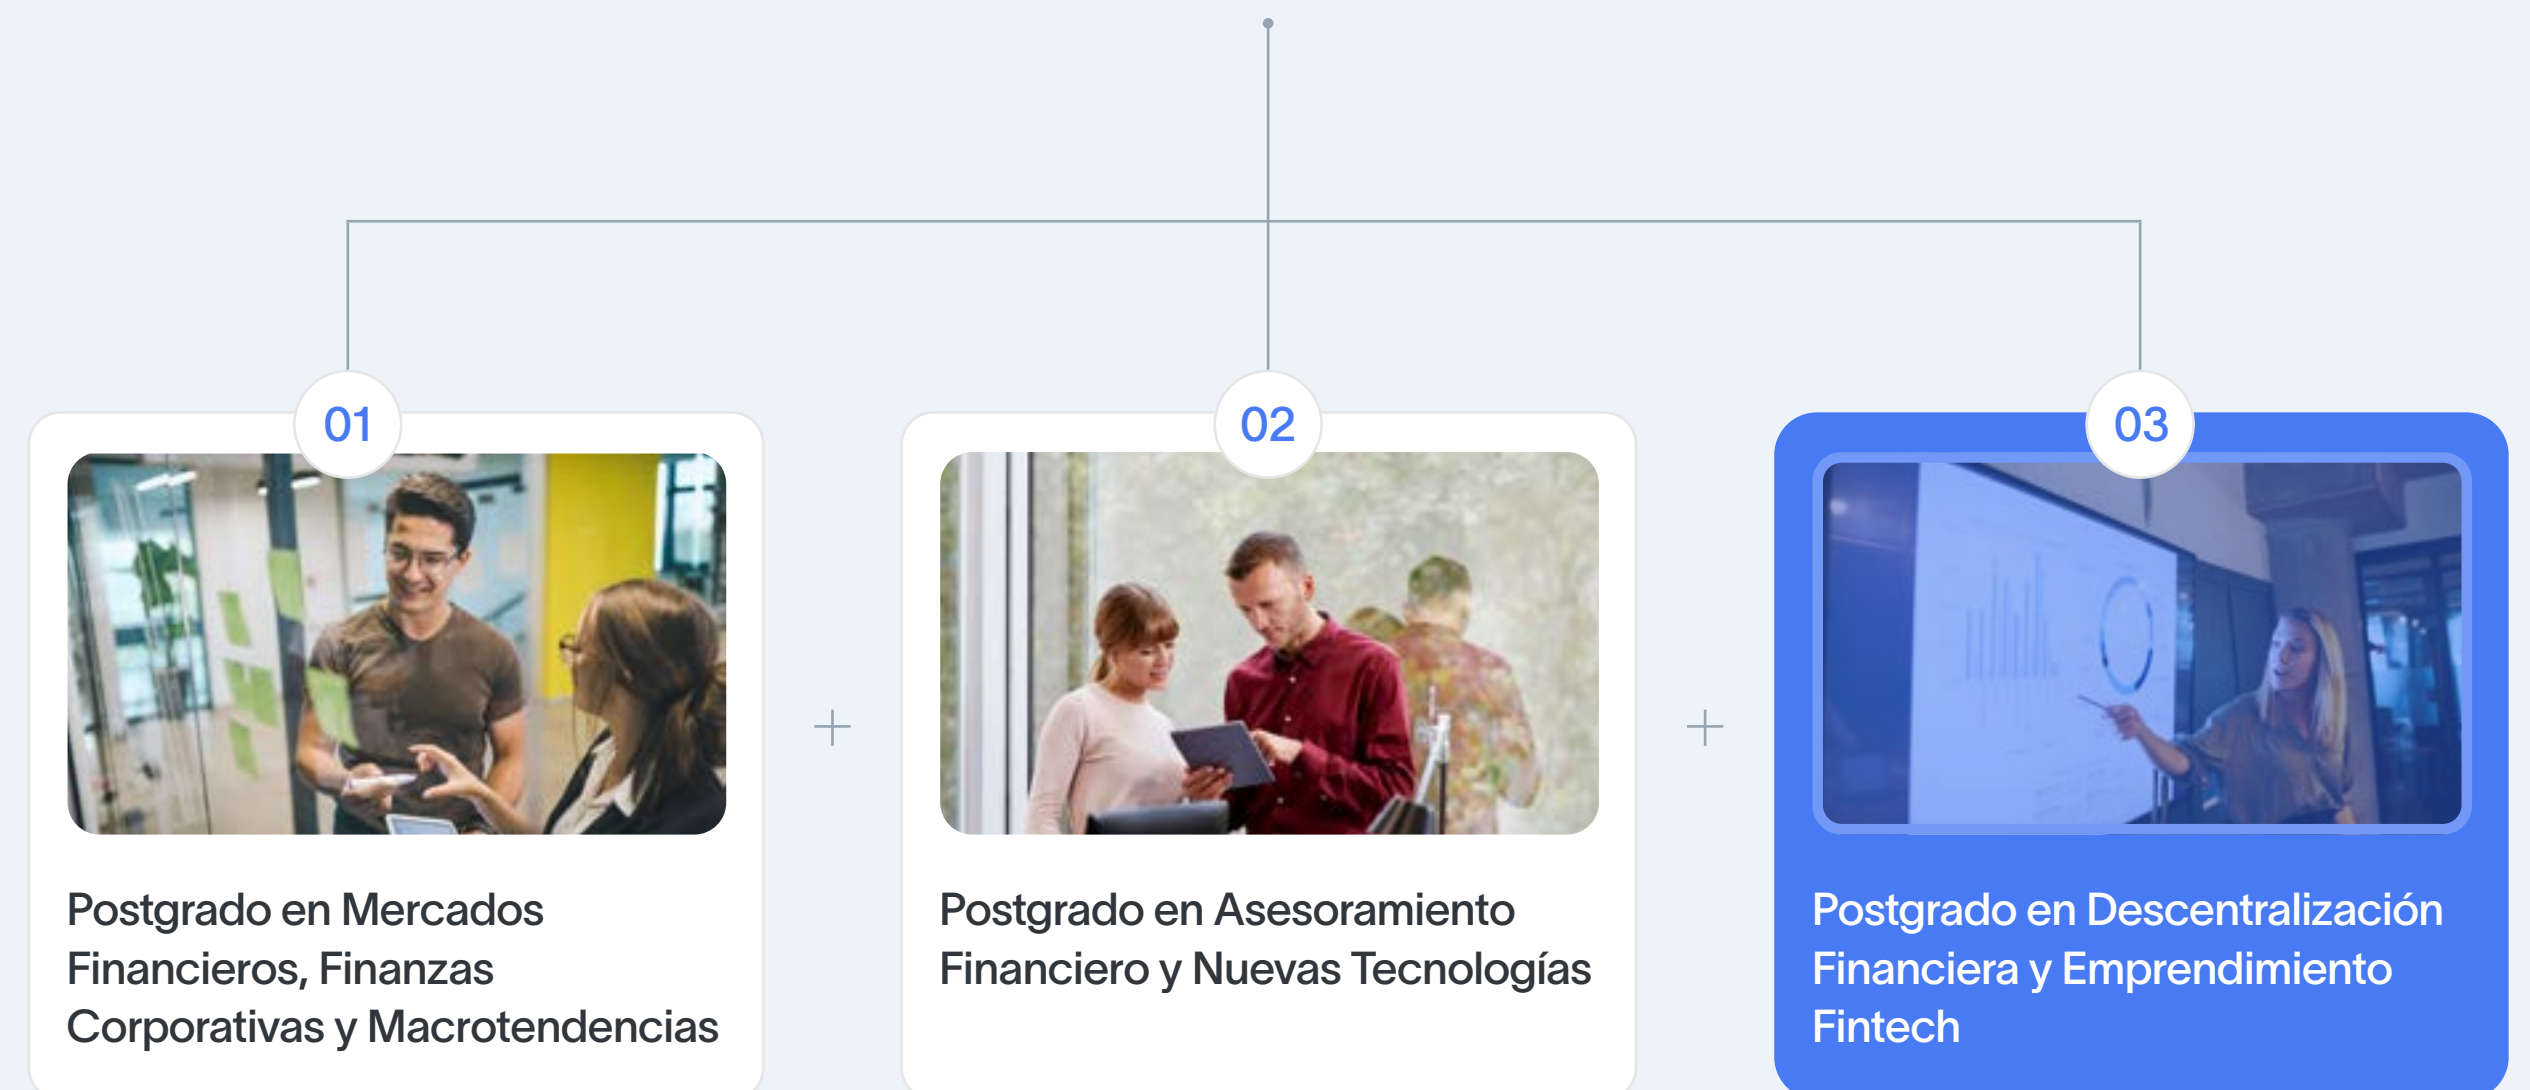 01
Postgrado en Mercados
Financieros, Finanzas
Corporativas y Macrotendencias
02
Postgrado en Asesoramiento
Financiero y Nuevas Tecnologías
03
Postgrado en Descentralización
Financiera y Emprendimiento
Fintech